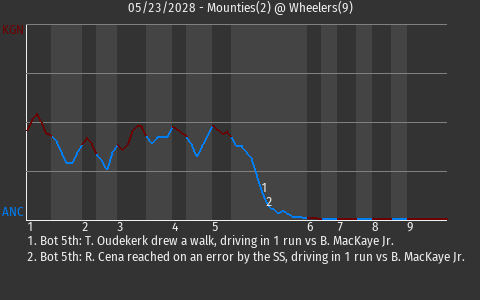 05/23/2028 - Mounties(2) @ Wheelers(9)
KGN
1
2
ANC
1 2 3 4 5 6 7 8 9
1. Bot 5th: T. Oudekerk drew a walk, driving in 1 run vs B. MacKaye Jr.
2. Bot 5th: R. Cena reached on an error by the SS, driving in 1 run vs B. MacKaye Jr.